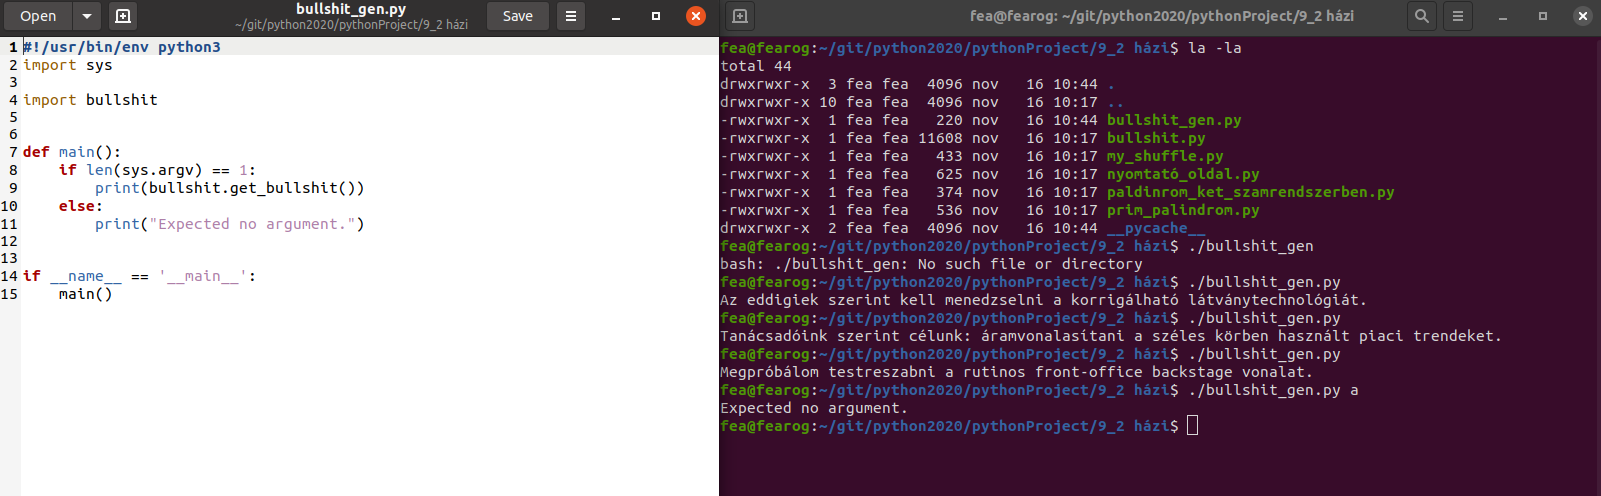 Open
bullshit_gen.py
~/git/python2020/pythonProject/9_2 házi
Save
1 #!/usr/bin/env python3
2 import sys
3
4 import bullshit
5
6
7 def main():
8     if len(sys.argv) == 1:
9         print(bullshit.get_bullshit())
10     else:
11         print("Expected no argument.")
12
13
14 if __name__ == '__main__':
15     main()
fea@fearog: ~/git/python2020/pythonProject/9_2 házi
fea@fearog:~/git/python2020/pythonProject/9_2 házi$ la -la
total 44
drwxrwxr-x  3 fea fea  4096 nov   16 10:44 .
drwxrwxr-x 10 fea fea  4096 nov   16 10:17 ..
-rwxrwxr-x  1 fea fea   220 nov   16 10:44 bullshit_gen.py
-rwxrwxr-x  1 fea fea 11608 nov   16 10:17 bullshit.py
-rwxrwxr-x  1 fea fea   433 nov   16 10:17 my_shuffle.py
-rwxrwxr-x  1 fea fea   625 nov   16 10:17 nyomtató_oldal.py
-rwxrwxr-x  1 fea fea   374 nov   16 10:17 paldinrom_ket_szamrendszerben.py
-rwxrwxr-x  1 fea fea   536 nov   16 10:17 prim_palindrom.py
drwxrwxr-x  2 fea fea  4096 nov   16 10:44 __pycache__
fea@fearog:~/git/python2020/pythonProject/9_2 házi$ ./bullshit_gen
bash: ./bullshit_gen: No such file or directory
fea@fearog:~/git/python2020/pythonProject/9_2 házi$ ./bullshit_gen.py
Az eddigiek szerint kell menedzselni a korrigálható látványtechnológiát.
fea@fearog:~/git/python2020/pythonProject/9_2 házi$ ./bullshit_gen.py
Tanácsadóink szerint célunk: áramvonalasítani a széles körben használt piaci trendeket.
fea@fearog:~/git/python2020/pythonProject/9_2 házi$ ./bullshit_gen.py
Megpróbálom testreszabni a rutinos front-office backstage vonalat.
fea@fearog:~/git/python2020/pythonProject/9_2 házi$ ./bullshit_gen.py a
Expected no argument.
fea@fearog:~/git/python2020/pythonProject/9_2 házi$